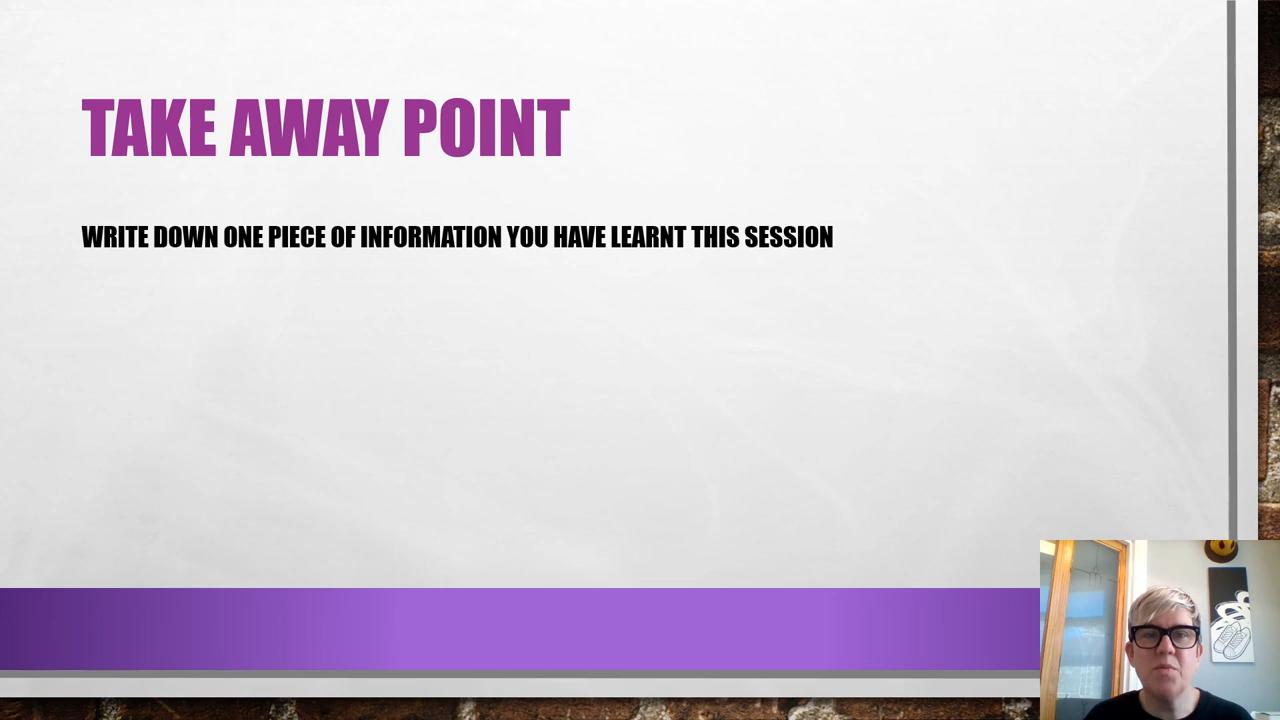 TAKE AWAY POINT
WRITE DOWN ONE PIECE OF INFORMATION YOU HAVE LEARNT THIS SESSION